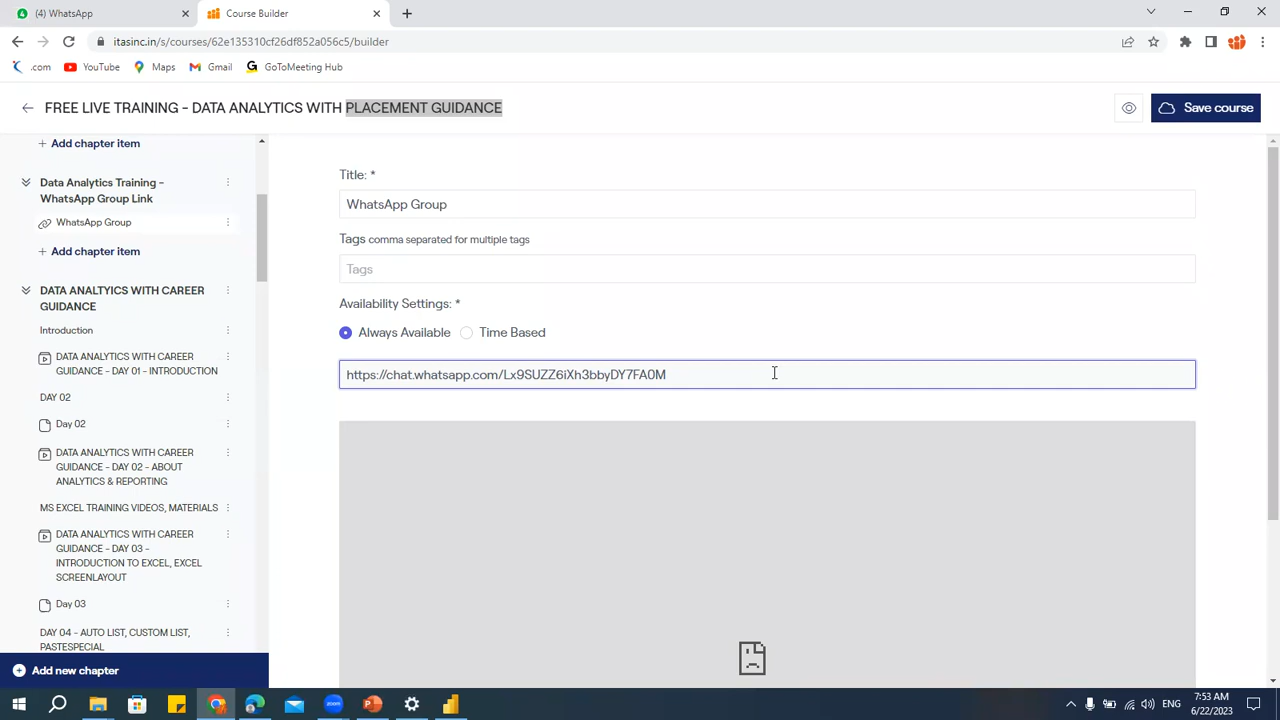 (4) WhatsApp
Course Builder
itasinc.in/s/courses/62e135310cf26df852a056c5/builder
.com
YouTube
Maps
Gmail
GoToMeeting Hub
FREE LIVE TRAINING - DATA ANALYTICS WITH PLACEMENT GUIDANCE
Save course
+ Add chapter item
Data Analytics Training -
WhatsApp Group Link
WhatsApp Group
+ Add chapter item
DATA ANALTYICS WITH CAREER
GUIDANCE
Introduction
DATA ANALYTICS WITH CAREER
GUIDANCE - DAY 01 - INTRODUCTION
DAY 02
Day 02
DATA ANALYTICS WITH CAREER
GUIDANCE - DAY 02 - ABOUT
ANALYTICS & REPORTING
MS EXCEL TRAINING VIDEOS, MATERIALS
DATA ANALYTICS WITH CAREER
GUIDANCE - DAY 03 -
INTRODUCTION TO EXCEL, EXCEL
SCREENLAYOUT
Day 03
DAY 04 - AUTO LIST, CUSTOM LIST,
PASTESPECIAL
Add new chapter
Title: *
WhatsApp Group
Tags comma separated for multiple tags
Tags
Availability Settings: *
Always Available
Time Based
https://chat.whatsapp.com/Lx9SUZZ6iXh3bbyDY7FA0M
zoom
ENG
7:53 AM
6/22/2023